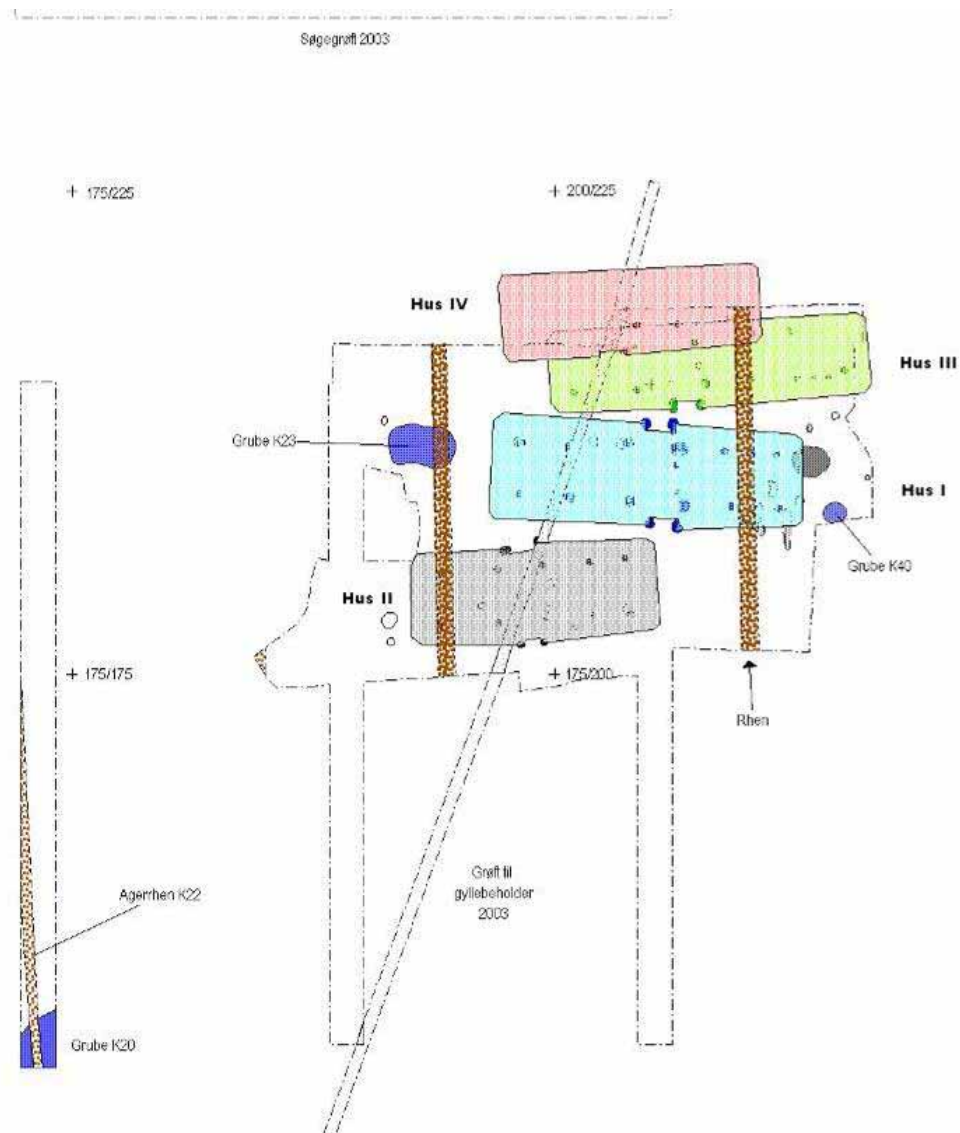 Søgegrøft 2003
+ 175/225
+ 200/225
Hus IV
Hus III
Grube K23
Hus I
Grube K40
Hus II
+ 175/175
+ 175/200
Rhen
Agerrhen K22
Grøft til
gyllebeholder
2003
Grube K20